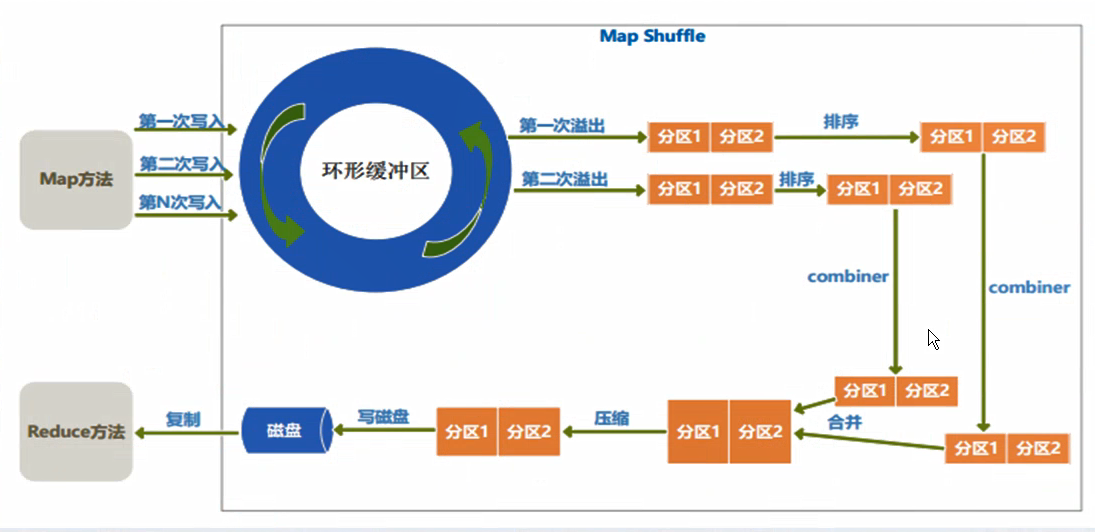 Map Shuffle
第一次写入
第一次溢出
分区1 分区2
排序
分区1 分区2
Map方法
第二次写入
环形缓冲区
第二次溢出
分区1 分区2
排序
分区1 分区2
第N次写入
combiner
combiner
分区1 分区2
Reduce方法
复制
磁盘
写磁盘
分区1 分区2
压缩
分区1 分区2
合并
分区1 分区2